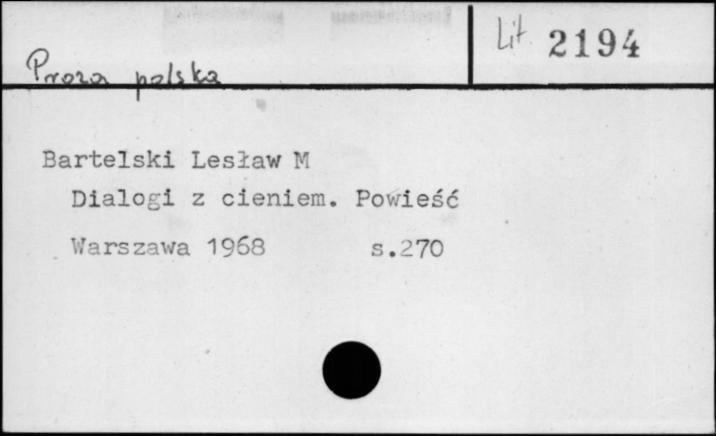 Proza polska
Lit 2194
Bartelski Lesław M
Dialogi z cieniem. Powieść
Warszawa 1968 s.270